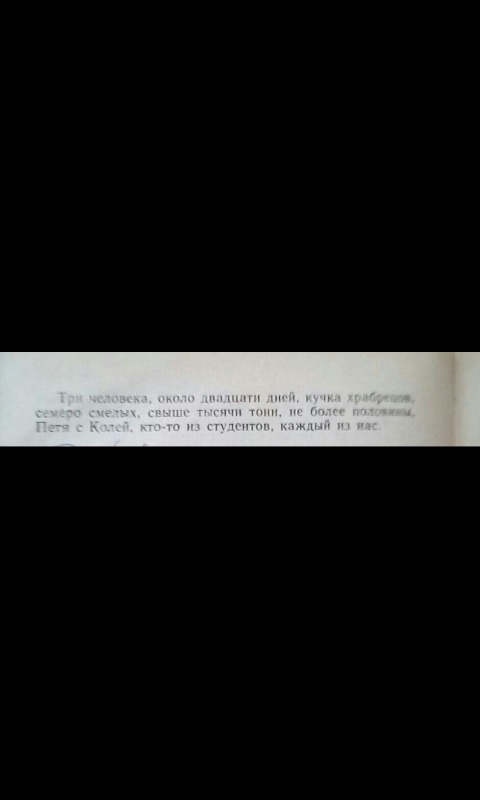 Три человека, около двадцати дней, кучка храбрецов,
семеро смелых, свыше тысячи тонн, не более половины,
Петя с Колей, кто-то из студентов, каждый из нас.